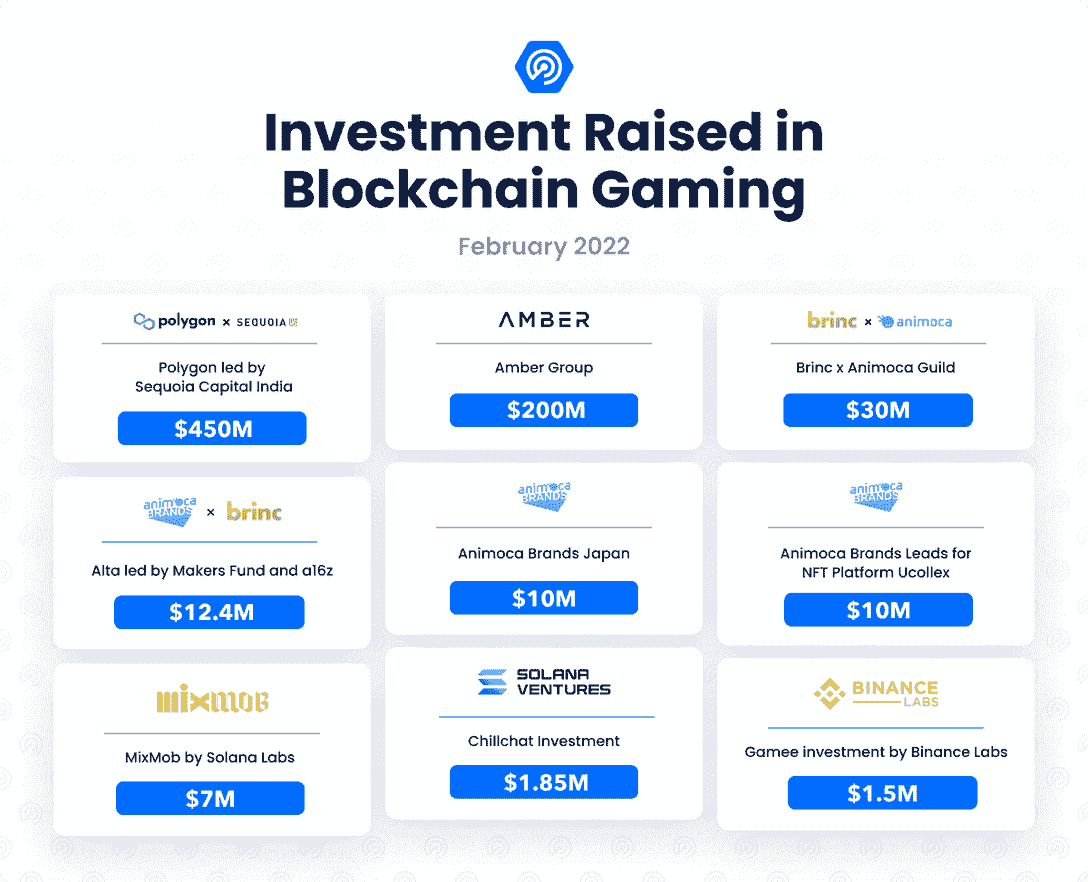 Investment Raised in
Blockchain Gaming
February 2022
polygon x SEQUOIA
Polygon led by
Sequoia Capital India
$450M
AMBER
Amber Group
$200M
brinc x animoca
Brinc x Animoca Guild
$30M
animoca
BRANDS x brinc
Alta led by Makers Fund and a16z
$12.4M
animoca
BRANDS
Animoca Brands Japan
$10M
animoca
BRANDS
Animoca Brands Leads for
NFT Platform Ucollex
$10M
mixmob
MixMob by Solana Labs
$7M
SOLANA
VENTURES
Chillchat Investment
$1.85M
BINANCE
LABS
Gamee investment by Binance Labs
$1.5M